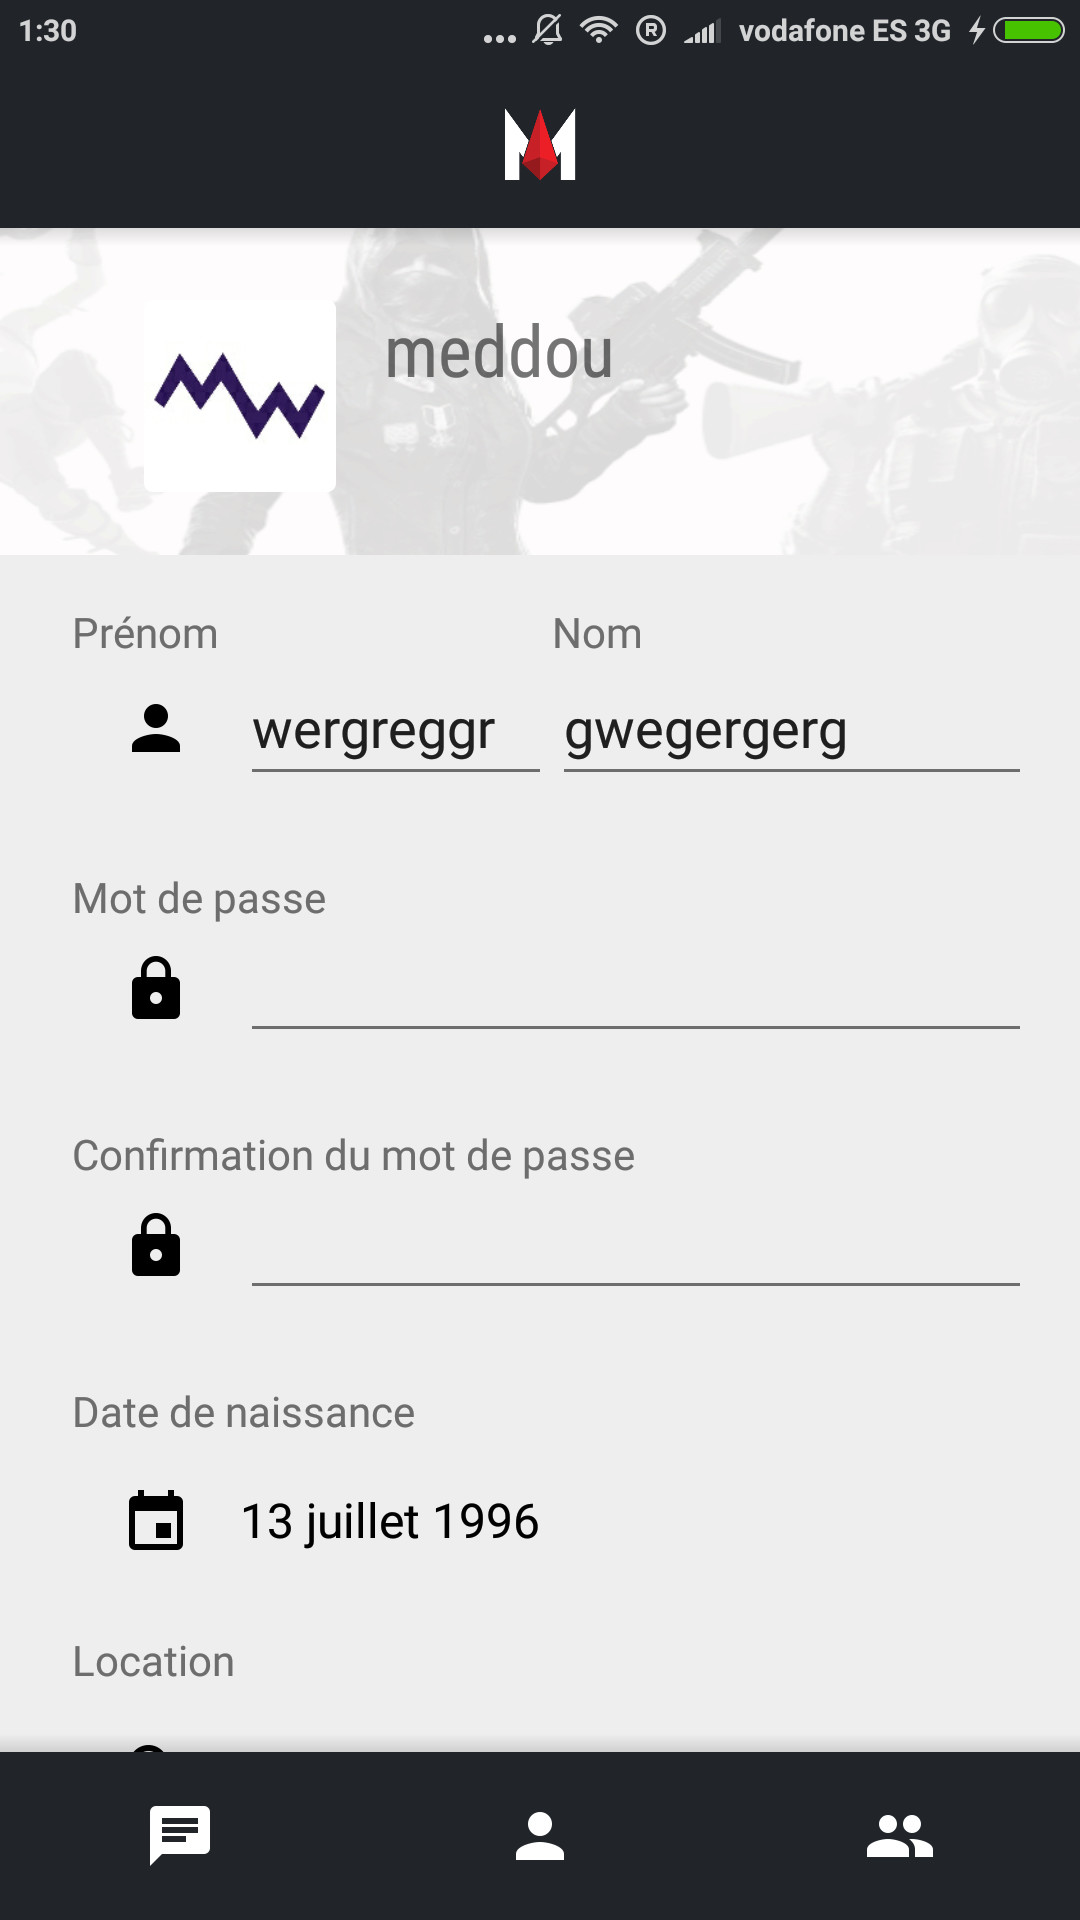 1:30 ... R vodafone ES 3G
M
meddou
Prénom Nom
wergreggr gwegergerg
Mot de passe
Confirmation du mot de passe
Date de naissance
13 juillet 1996
Location